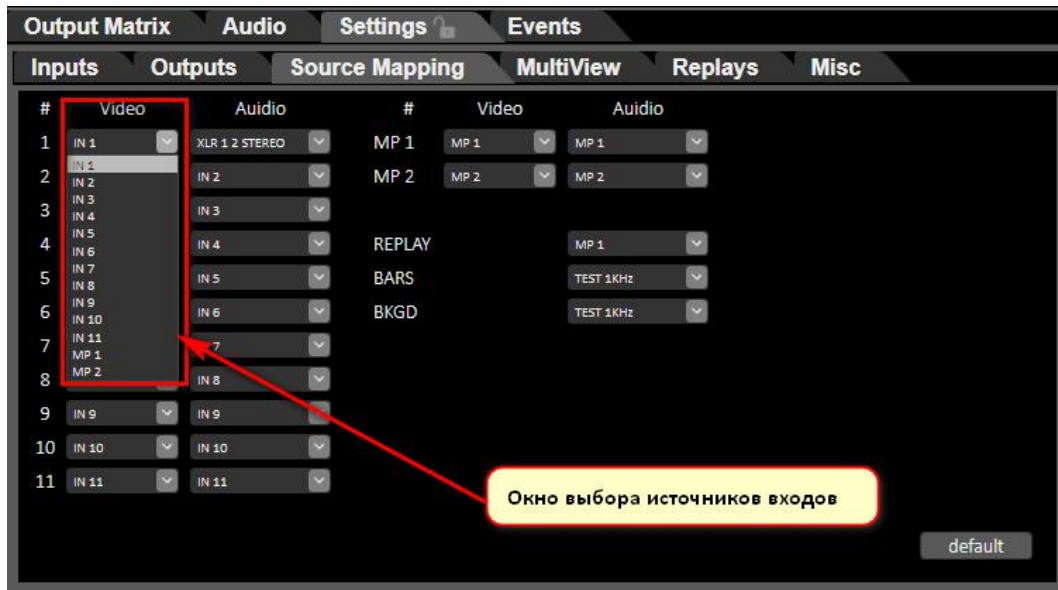 Output Matrix Audio Settings Events
Inputs Outputs Source Mapping MultiView Replays Misc
# Video Auidio # Video Auidio
1 IN 1 XLR 1 2 STEREO MP 1 MP 1 MP 1
IN 1
2 IN 2 IN 2 MP 2 MP 2 MP 2
IN 3
3 IN 4 IN 3
IN 5
4 IN 6 IN 4 REPLAY MP 1
IN 7
5 IN 8 IN 5 BARS TEST 1KHz
IN 9
6 IN 10 IN 6 BKGD TEST 1KHz
IN 11
7 MP 1 7
8 MP 2 IN 8
9 IN 9 IN 9
10 IN 10 IN 10
11 IN 11 IN 11
Окно выбора источников входов
default